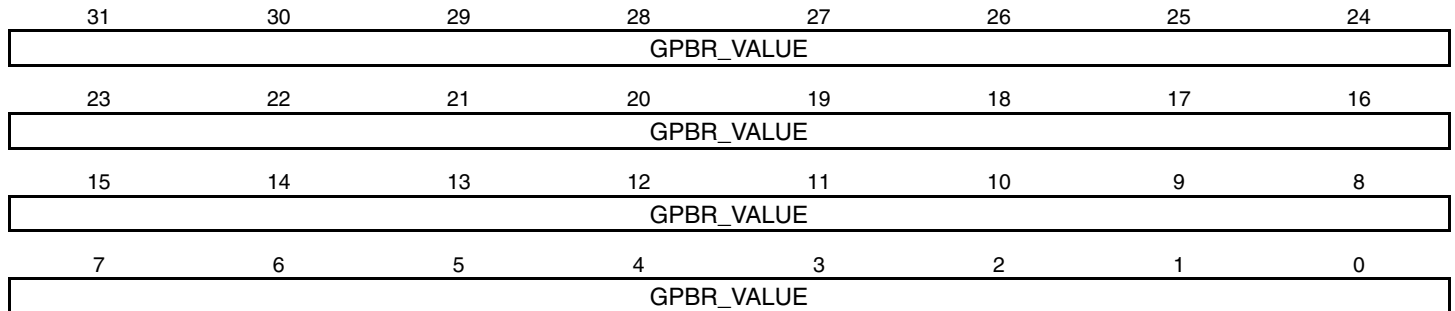 31 30 29 28 27 26 25 24
GPBR_VALUE
23 22 21 20 19 18 17 16
GPBR_VALUE
15 14 13 12 11 10 9 8
GPBR_VALUE
7 6 5 4 3 2 1 0
GPBR_VALUE